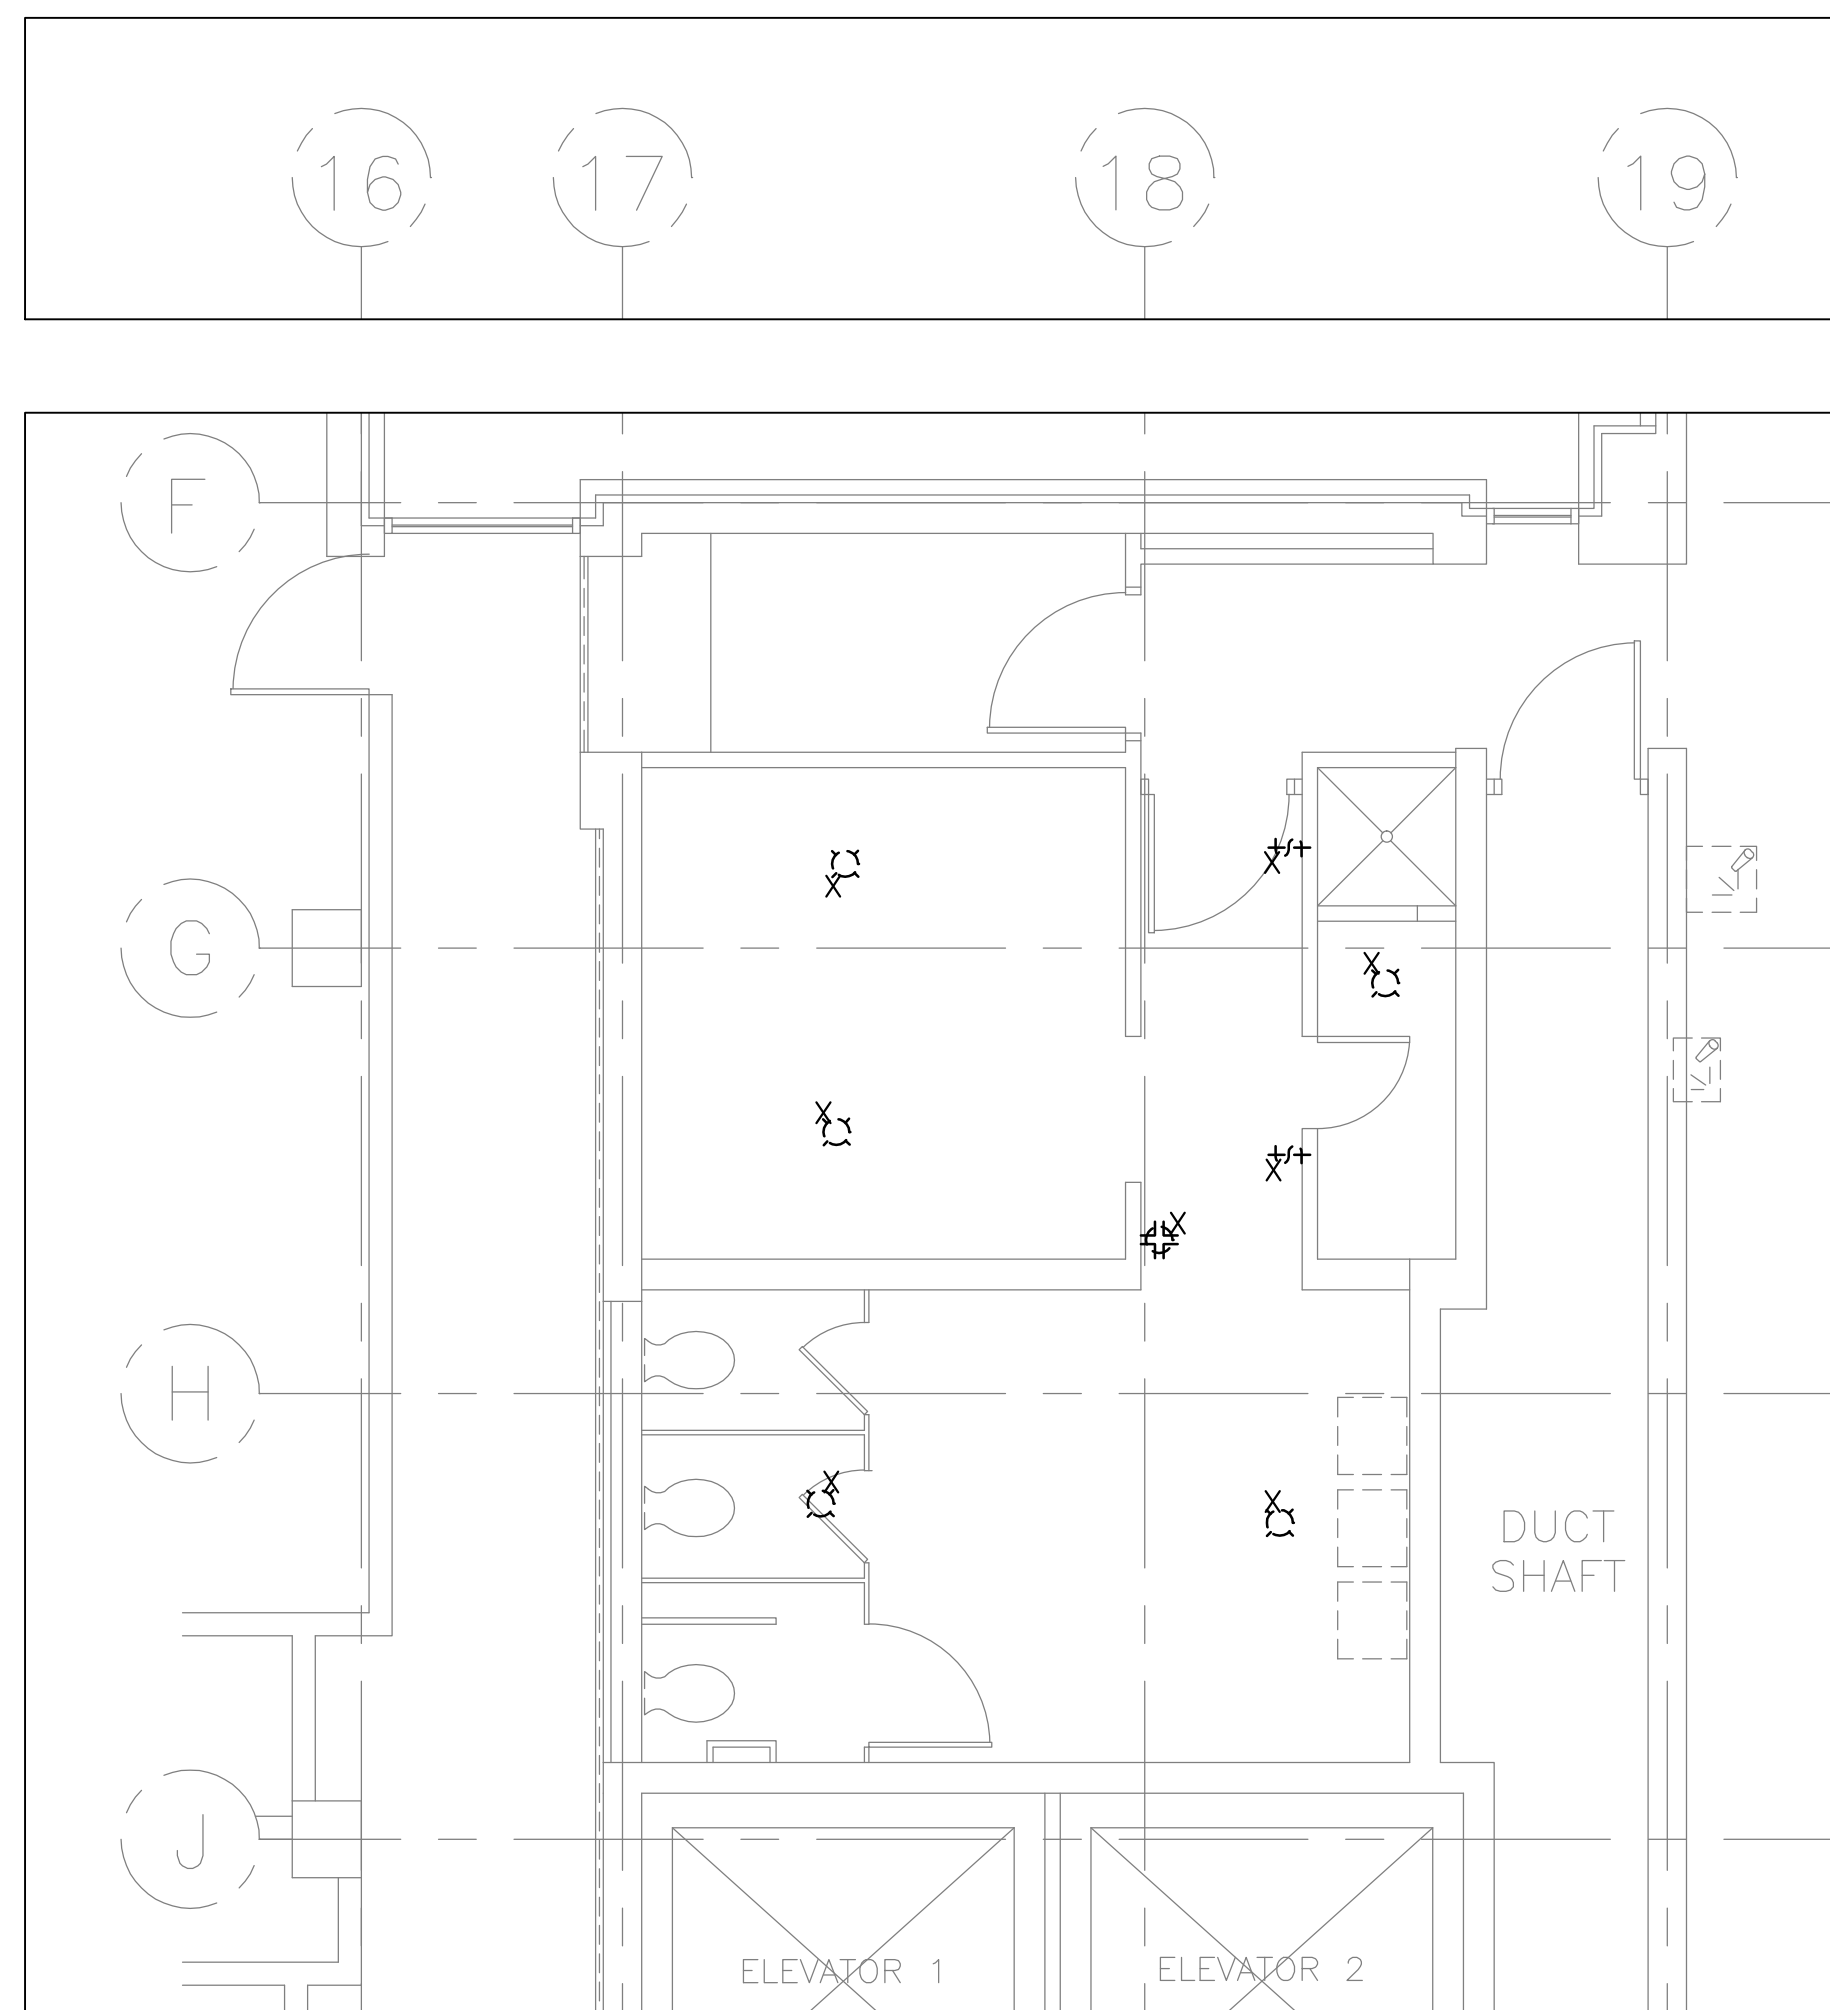 16 17 18 19
F
G
H
DUCT
SHAFT
J
ELEVATOR 1 ELEVATOR 2
X
X
X
X
X
X
X
X